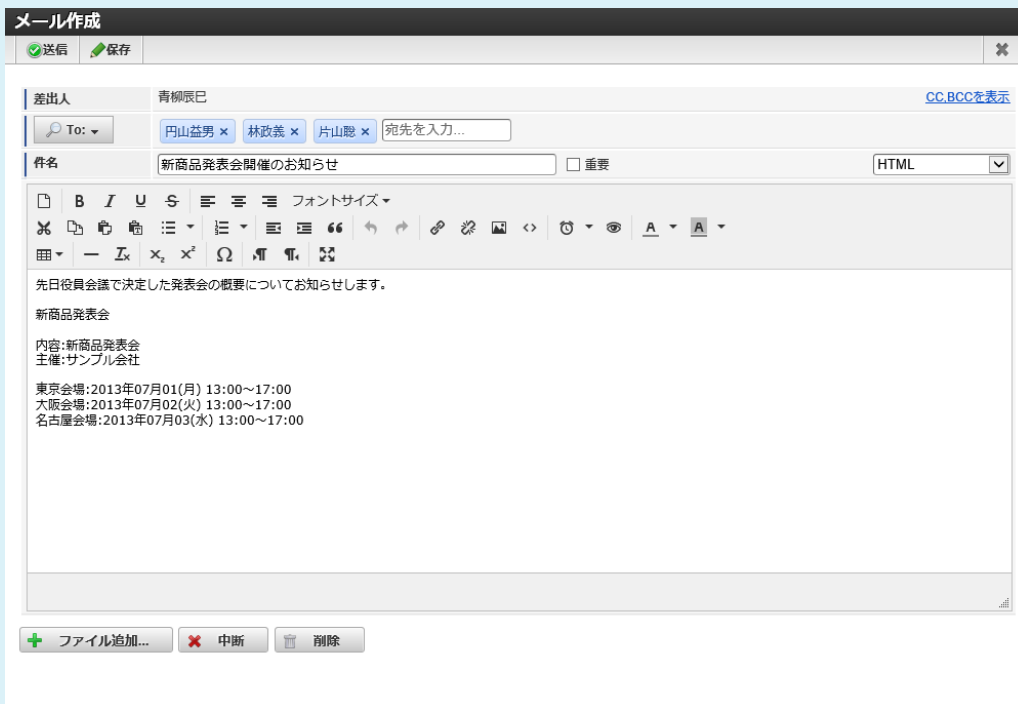 メール作成
送信 保存
差出人 青柳辰巳 CC,BCCを表示
To: 円山益男 林政義 片山聡 宛先を入力...
件名 新商品発表会開催のお知らせ 重要 HTML
B I U S フォントサイズ
A A
Ix x₂ x² Ω
先日役員会議で決定した発表会の概要についてお知らせします。
新商品発表会
内容:新商品発表会
主催:サンプル会社
東京会場:2013年07月01(月) 13:00～17:00
大阪会場:2013年07月02(火) 13:00～17:00
名古屋会場:2013年07月03(水) 13:00～17:00
ファイル追加... 中断 削除